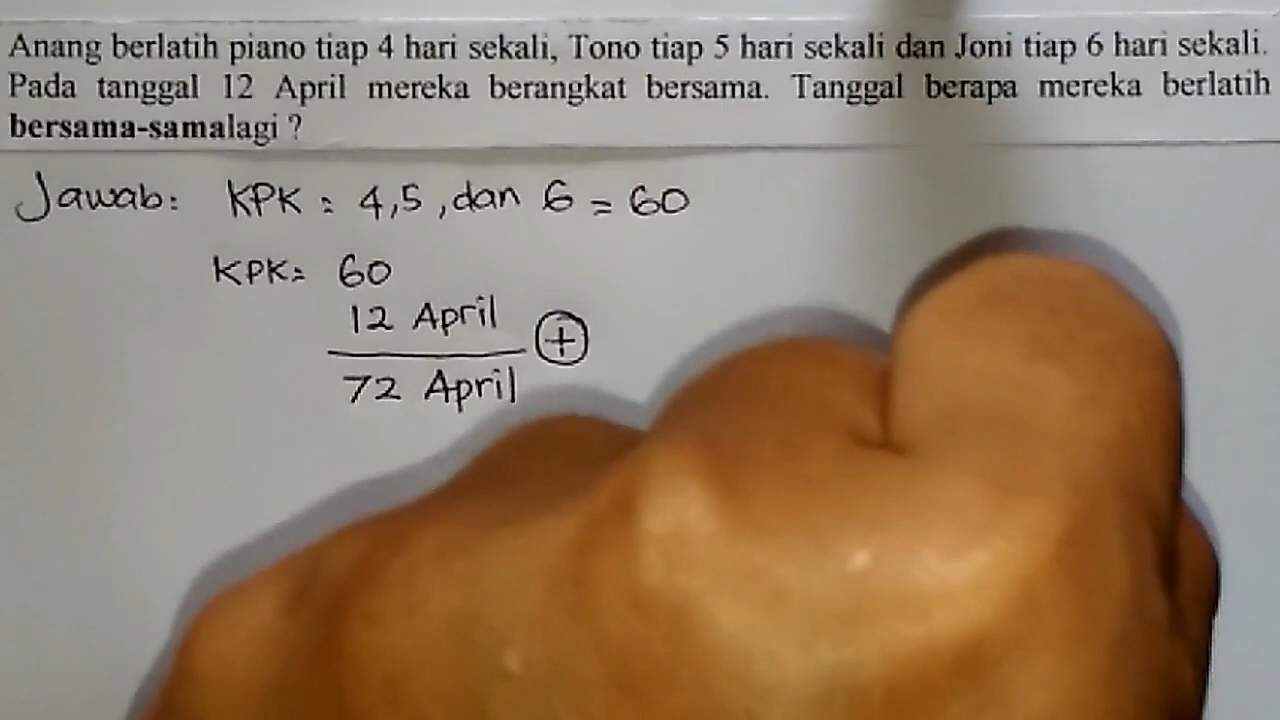 Anang berlatih piano tiap 4 hari sekali, Tono tiap 5 hari sekali dan Joni tiap 6 hari sekali.
Pada tanggal 12 April mereka berangkat bersama. Tanggal berapa mereka berlatih
bersama-samalagi ?
Jawab: KPK : 4,5, dan 6 = 60
KPK= 60
12 April
+
72 April